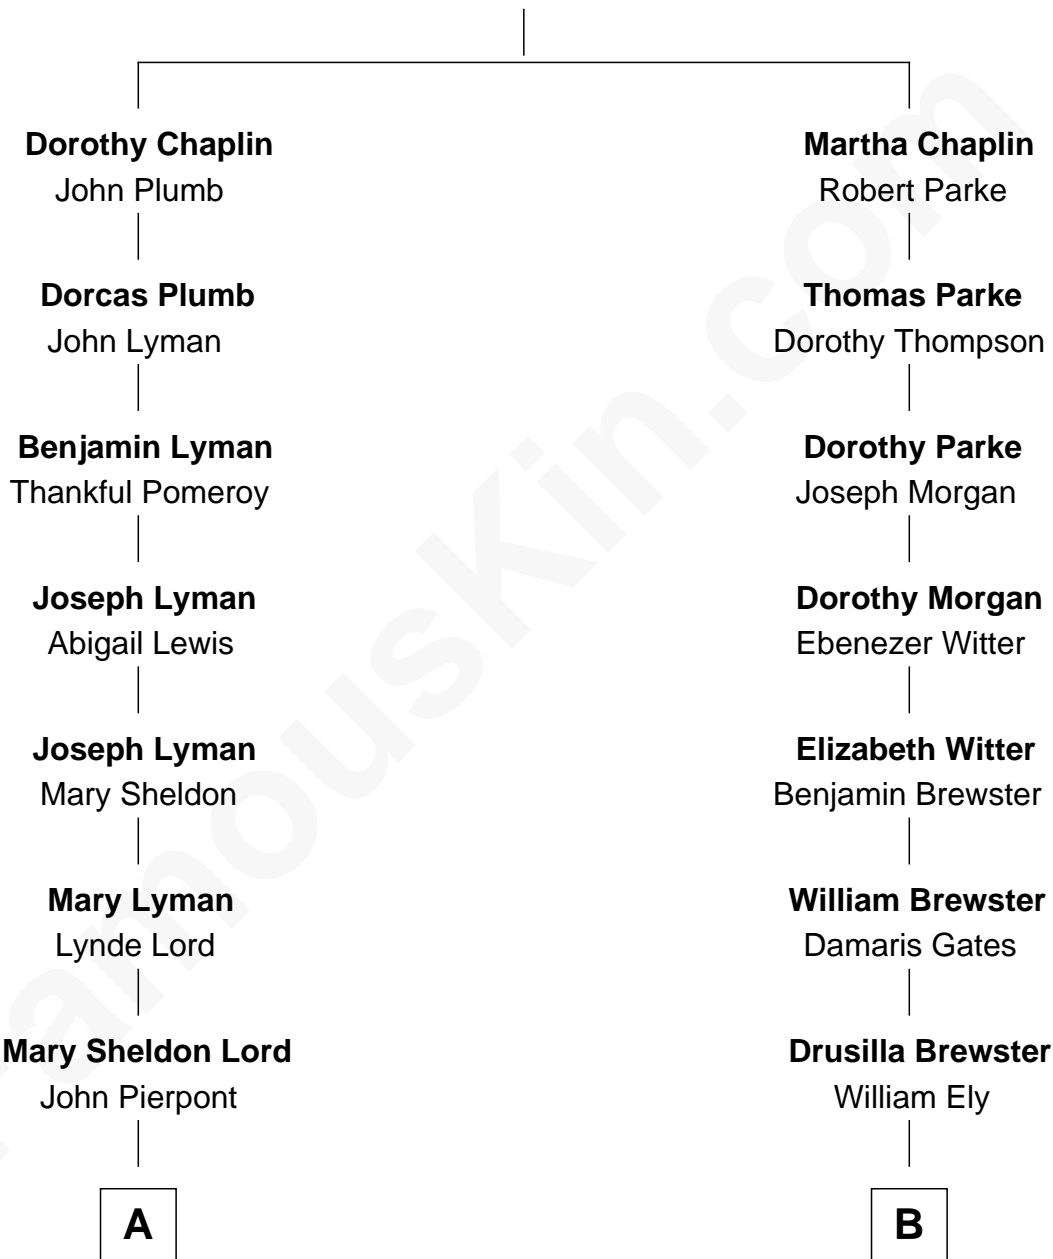 Dorothy Chaplin
John Plumb
Dorcas Plumb
John Lyman
Benjamin Lyman
Thankful Pomeroy
Joseph Lyman
Abigail Lewis
Joseph Lyman
Mary Sheldon
Mary Lyman
Lynde Lord
Mary Sheldon Lord
John Pierpont
A
Martha Chaplin
Robert Parke
Thomas Parke
Dorothy Thompson
Dorothy Parke
Joseph Morgan
Dorothy Morgan
Ebenezer Witter
Elizabeth Witter
Benjamin Brewster
William Brewster
Damaris Gates
Drusilla Brewster
William Ely
B
FamousKin.com